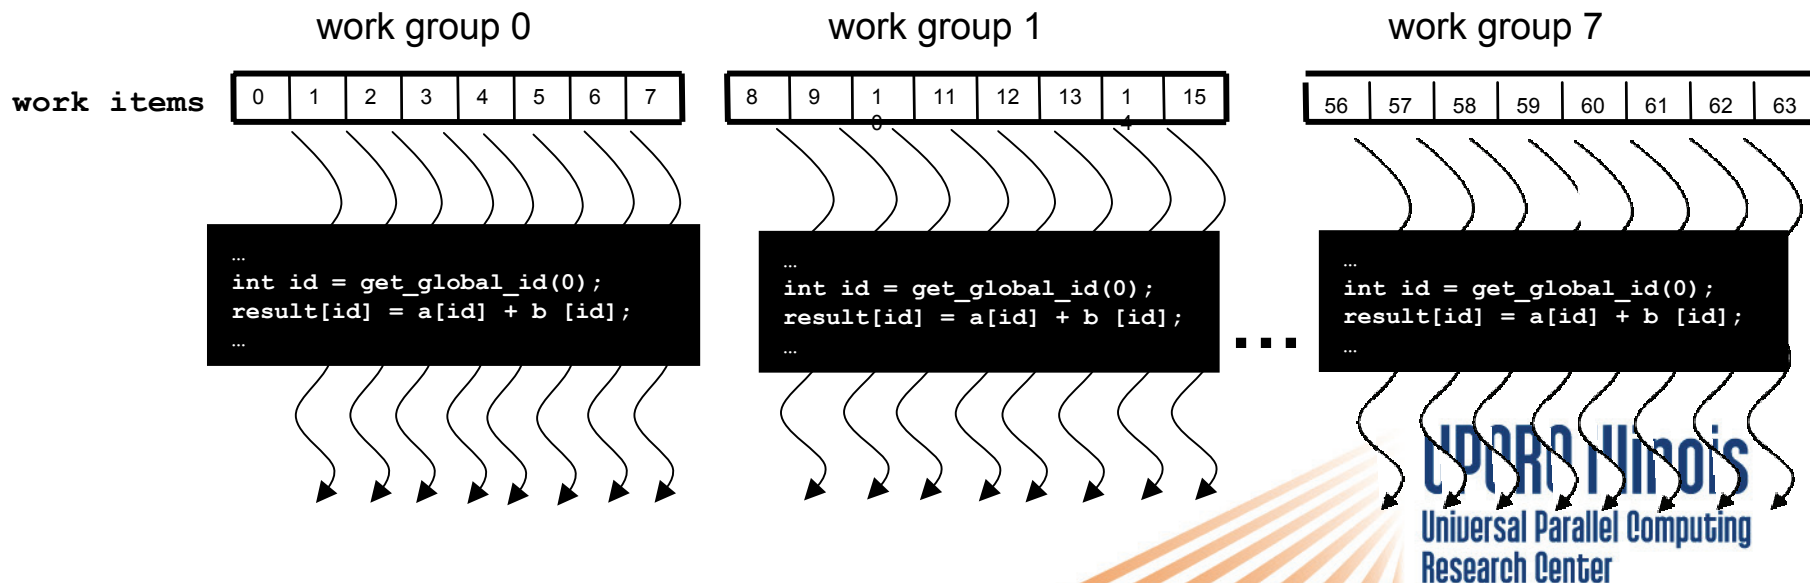 work group 0
work group 1
work group 7
work items
0 1 2 3 4 5 6 7
8 9 10 11 12 13 14 15
56 57 58 59 60 61 62 63
…
int id = get_global_id(0);
result[id] = a[id] + b [id];
…
…
int id = get_global_id(0);
result[id] = a[id] + b [id];
…
...
…
int id = get_global_id(0);
result[id] = a[id] + b [id];
…
UPCRC Illinois
Universal Parallel Computing
Research Center